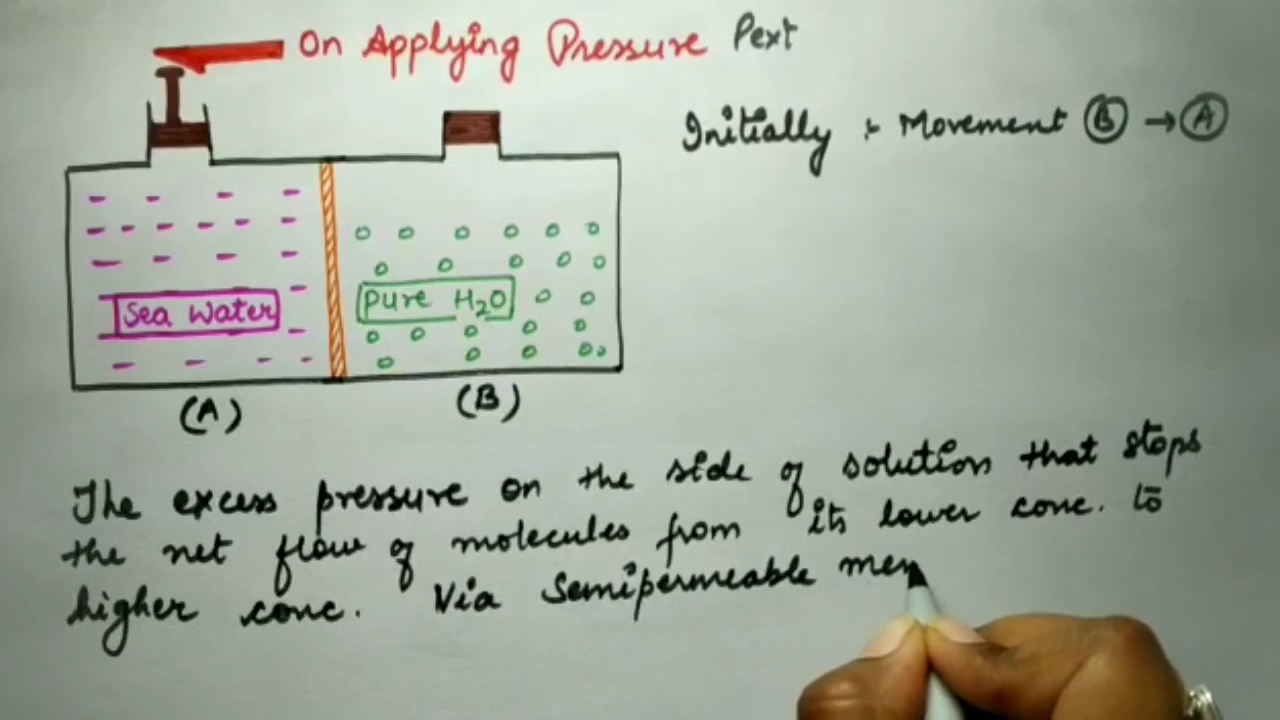 On Applying Pressure Pext
Initially :- Movement B → A
Sea Water
Pure H₂O
(A)
(B)
The excess pressure on the side of solution that stops
the net flow of molecules from its lower conc. to
higher conc. Via Semipermeable mem